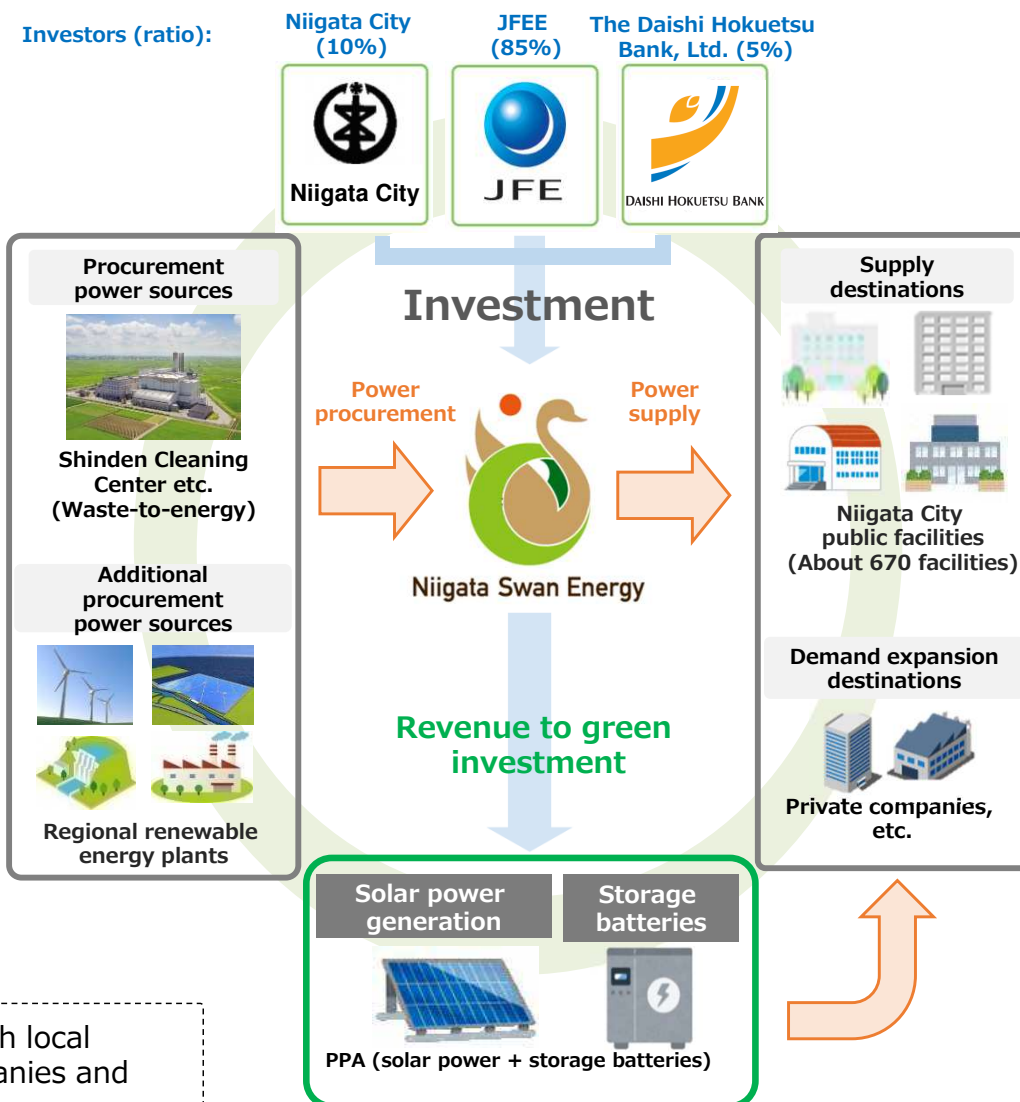 Investors (ratio):
Niigata City
(10%)
JFEE
(85%)
The Daishi Hokuetsu
Bank, Ltd. (5%)
Niigata City
JFE
DAISHI HOKUETSU BANK
Investment
Procurement
power sources
Shinden Cleaning
Center etc.
(Waste-to-energy)
Additional
procurement
power sources
Regional renewable
energy plants
Power
procurement
Niigata Swan Energy
Power
supply
Supply
destinations
Niigata City
public facilities
(About 670 facilities)
Demand expansion
destinations
Private companies,
etc.
Revenue to green
investment
Solar power
generation
Storage
batteries
PPA (solar power + storage batteries)
local
and